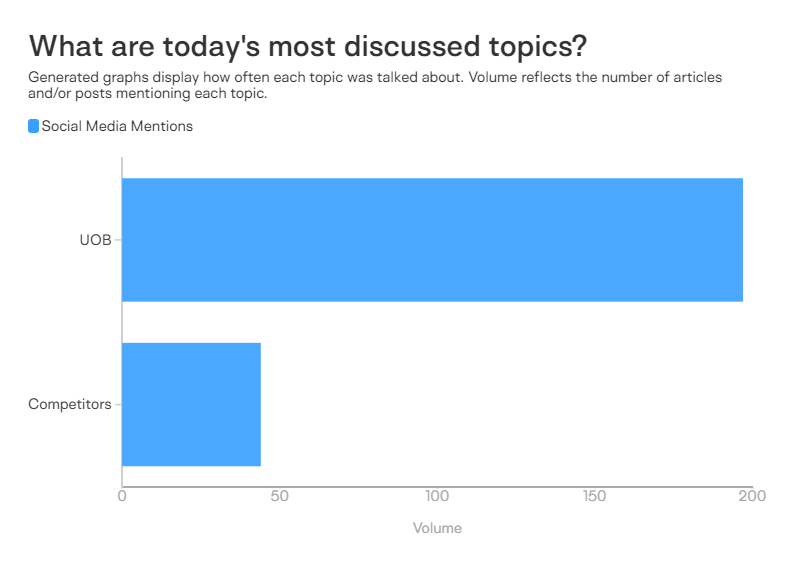 What are today's most discussed topics?
Generated graphs display how often each topic was talked about. Volume reflects the number of articles
and/or posts mentioning each topic.
Social Media Mentions
UOB
Competitors
0 50 100 150 200
Volume